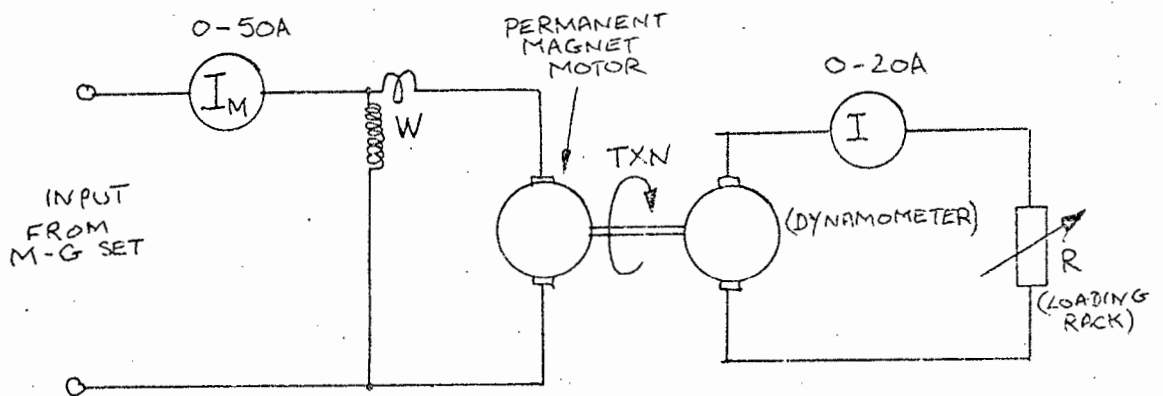 0-50A
PERMANENT
MAGNET
MOTOR
0-20A
I_M
W
I
TXN
INPUT
FROM
M-G SET
(DYNAMOMETER)
R
(LOADING
RACK)